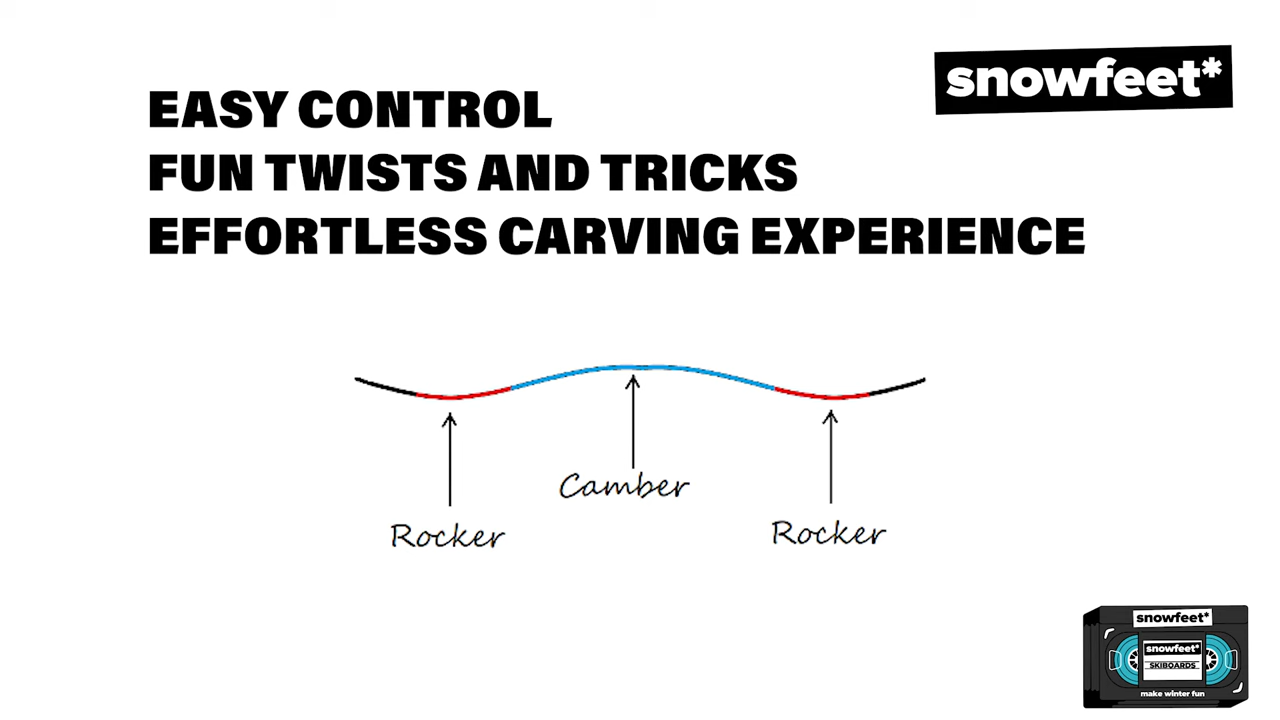 snowfeet*
EASY CONTROL
FUN TWISTS AND TRICKS
EFFORTLESS CARVING EXPERIENCE
Camber
Rocker
Rocker
snowfeet*
snowfeet*
SKIBOARDS
make winter fun